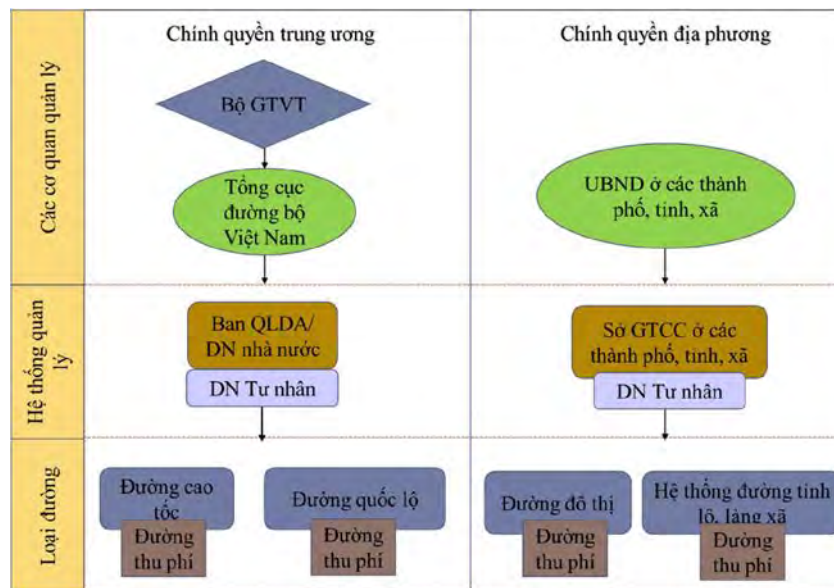 Chính quyền trung ương
Chính quyền địa phương
Các cơ quan quản lý
Bộ GTVT
Tổng cục
đường bộ
Việt Nam
UBND ở các thành
phố, tỉnh, xã
Hệ thống quản
lý
Ban QLDA/
DN nhà nước
DN Tư nhân
Sở GTCC ở các
thành phố, tỉnh, xã
DN Tư nhân
Loại đường
Đường cao
tốc
Đường
thu phí
Đường quốc lộ
Đường
thu phí
Đường đô thị
Đường
thu phí
Hệ thống đường tỉnh
lộ, làng xã
Đường
thu phí